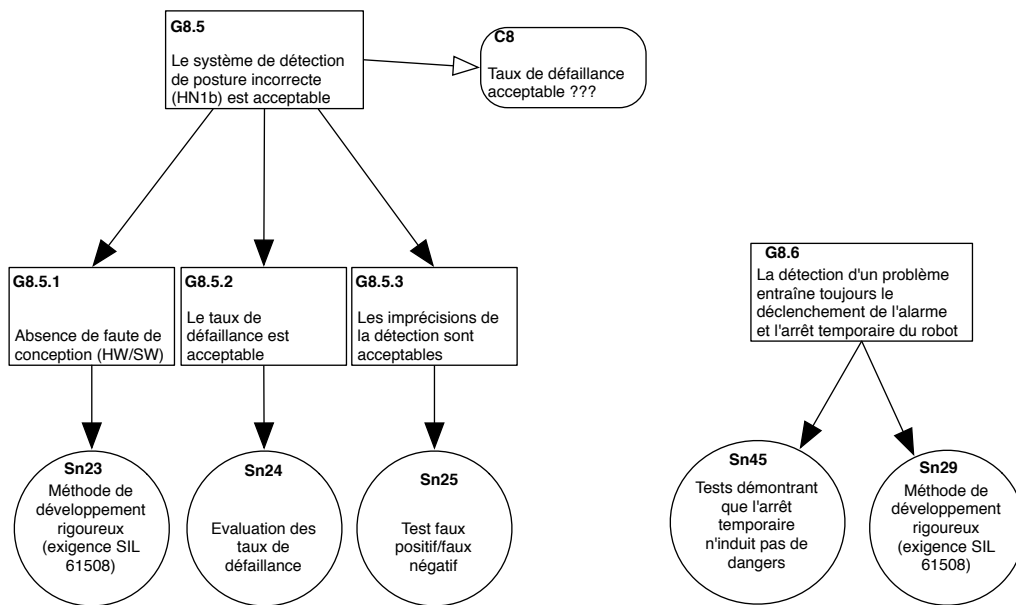 G8.5
Le système de détection
de posture incorrecte
(HN1b) est acceptable
C8
Taux de défaillance
acceptable ???
G8.5.1
Absence de faute de
conception (HW/SW)
G8.5.2
Le taux de
défaillance est
acceptable
G8.5.3
Les imprécisions de
la détection sont
acceptables
G8.6
La détection d'un problème
entraîne toujours le
déclenchement de l'alarme
et l'arrêt temporaire du robot
Sn23
Méthode de
développement
rigoureux
(exigence SIL
61508)
Sn24
Evaluation des
taux de
défaillance
Sn25
Test faux
positif/faux
négatif
Sn45
Tests démontrant
que l'arrêt
temporaire
n'induit pas de
dangers
Sn29
Méthode de
développement
rigoureux
(exigence SIL
61508)